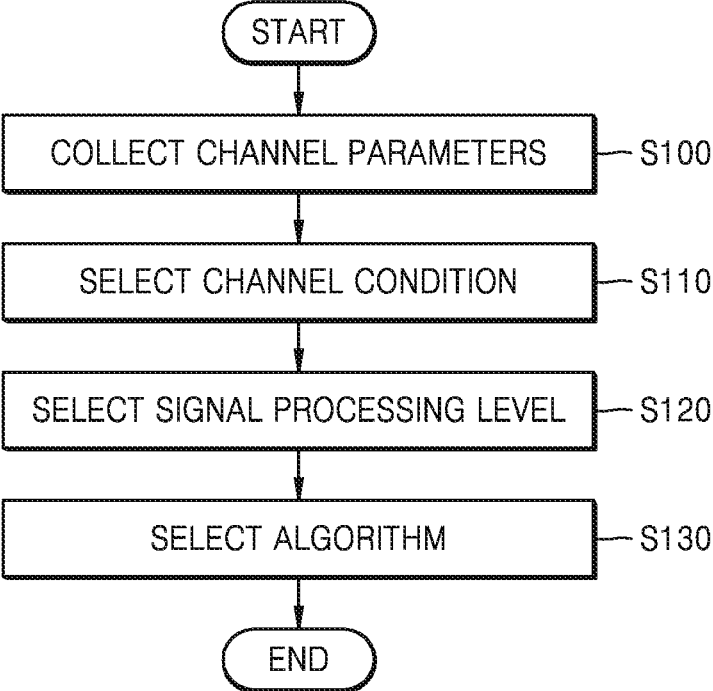 START
COLLECT CHANNEL PARAMETERS S100
SELECT CHANNEL CONDITION S110
SELECT SIGNAL PROCESSING LEVEL S120
SELECT ALGORITHM S130
END